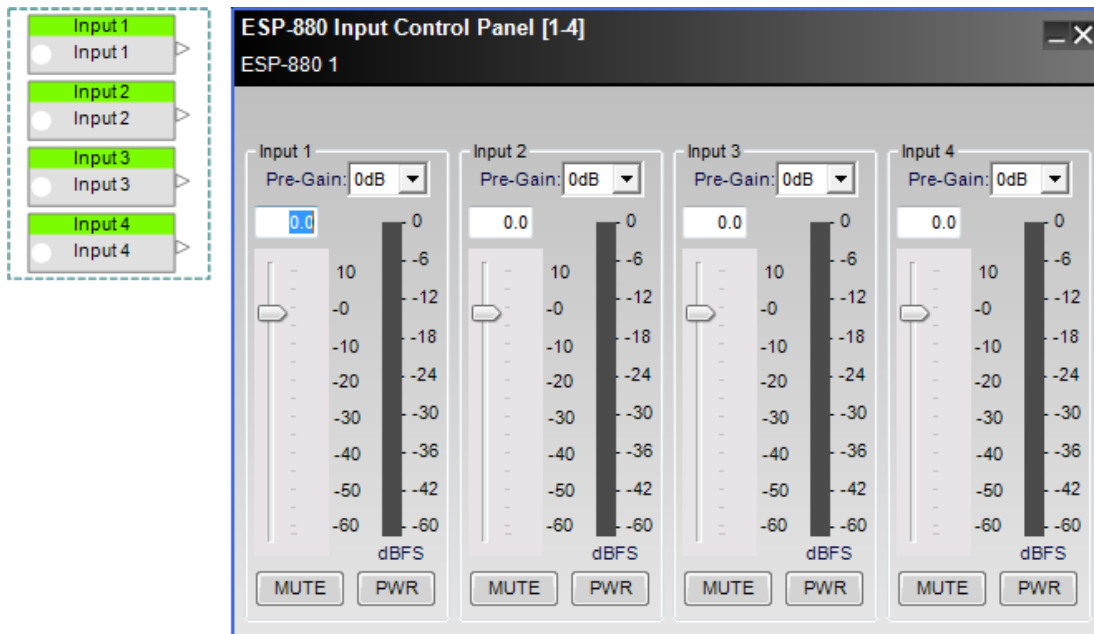 Input 1
Input 1
Input 2
Input 2
Input 3
Input 3
Input 4
Input 4
ESP-880 Input Control Panel [1-4]
ESP-880 1
Input 1
Pre-Gain: 0dB
0.0
0
-6
10
-12
-0
-18
-10
-24
-20
-30
-30
-36
-40
-42
-50
-60
-60
dBFS
MUTE PWR
Input 2
Pre-Gain: 0dB
0.0
0
-6
10
-12
-0
-18
-10
-24
-20
-30
-30
-36
-40
-42
-50
-60
-60
dBFS
MUTE PWR
Input 3
Pre-Gain: 0dB
0.0
0
-6
10
-12
-0
-18
-10
-24
-20
-30
-30
-36
-40
-42
-50
-60
-60
dBFS
MUTE PWR
Input 4
Pre-Gain: 0dB
0.0
0
-6
10
-12
-0
-18
-10
-24
-20
-30
-30
-36
-40
-42
-50
-60
-60
dBFS
MUTE PWR